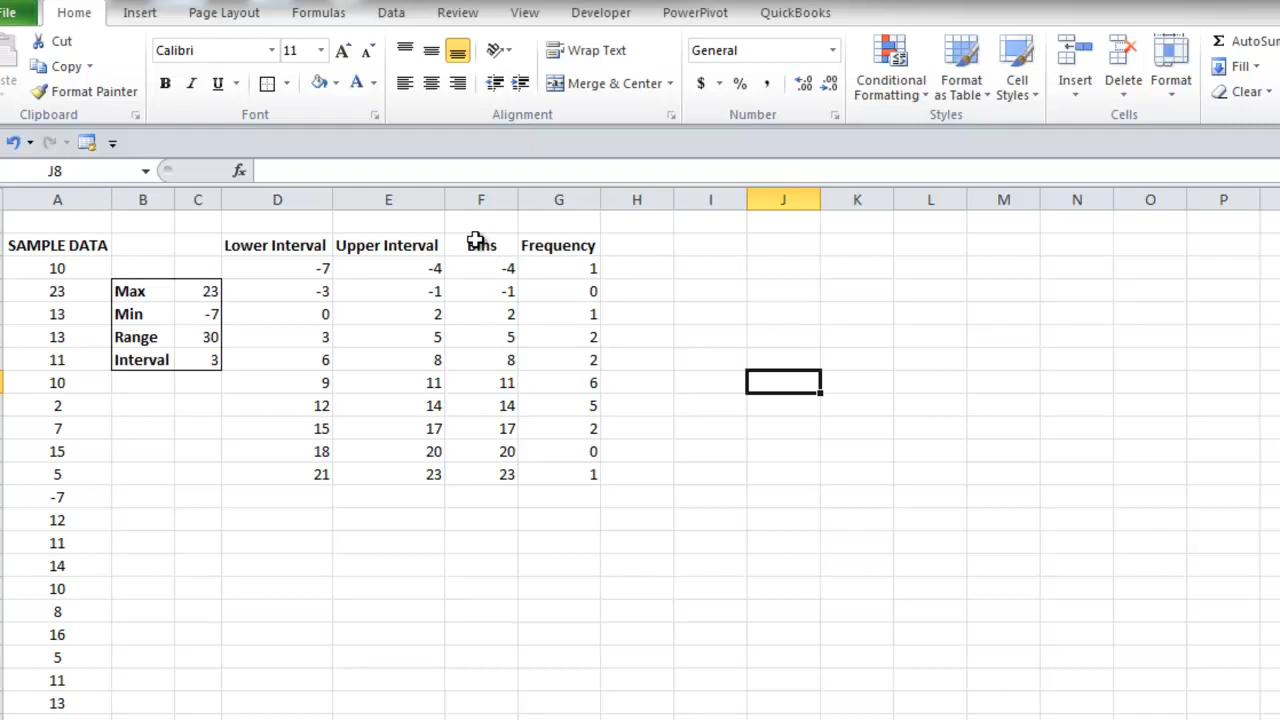 File Home Insert Page Layout Formulas Data Review View Developer PowerPivot QuickBooks
Cut
Copy
Format Painter
Clipboard
Calibri 11 A A
B I U A
Font
Wrap Text
Merge & Center
Alignment
General
$ % , .00
Number
Conditional Formatting
Format as Table
Cell Styles
Styles
Insert Delete Format
Cells
Σ AutoSum
Fill
Clear
J8 fx
A B C D E F G H I J K L M N O P
SAMPLE DATA Lower Interval Upper Interval Frequency
10 -7 -4 -4 1
23 Max 23 -3 -1 -1 0
13 Min -7 0 2 2 1
13 Range 30 3 5 5 2
11 Interval 3 6 8 8 2
10 9 11 11 6
2 12 14 14 5
7 15 17 17 2
15 18 20 20 0
5 21 23 23 1
-7
12
11
14
10
8
16
5
11
13